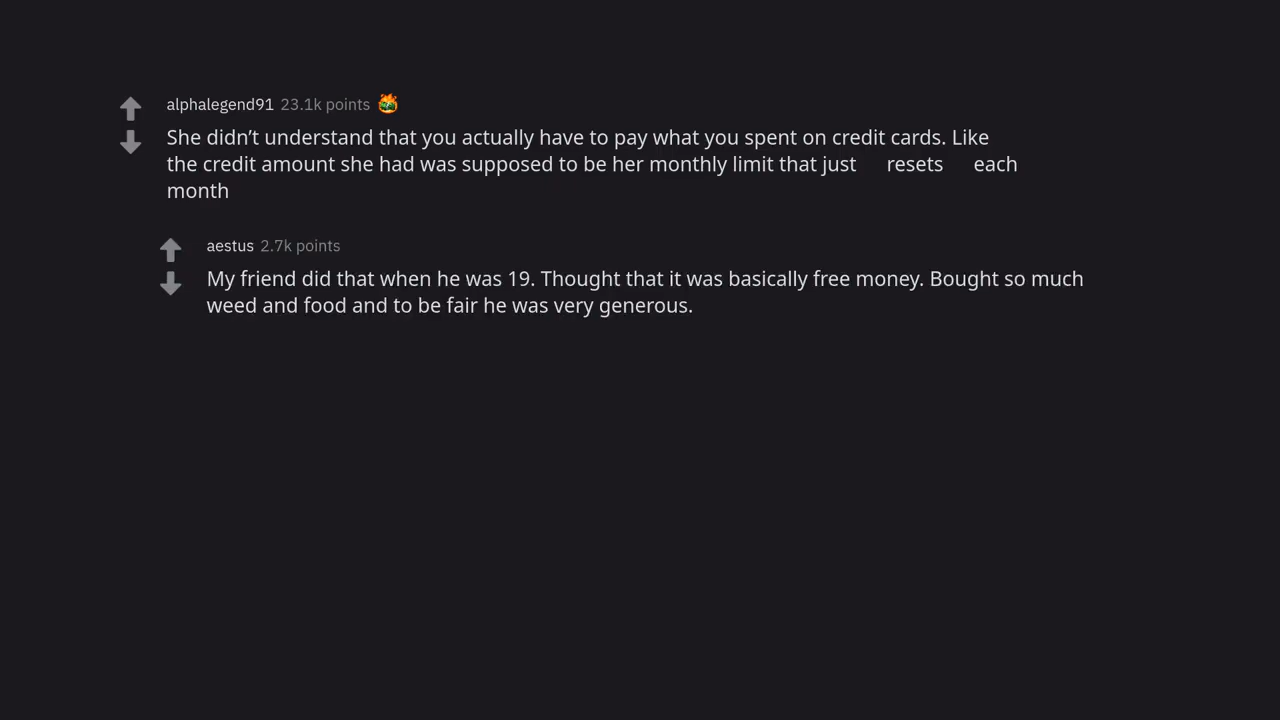 alphalegend91 23.1k points
She didn’t understand that you actually have to pay what you spent on credit cards. Like
the credit amount she had was supposed to be her monthly limit that just resets each
month
aestus 2.7k points
My friend did that when he was 19. Thought that it was basically free money. Bought so much
weed and food and to be fair he was very generous.